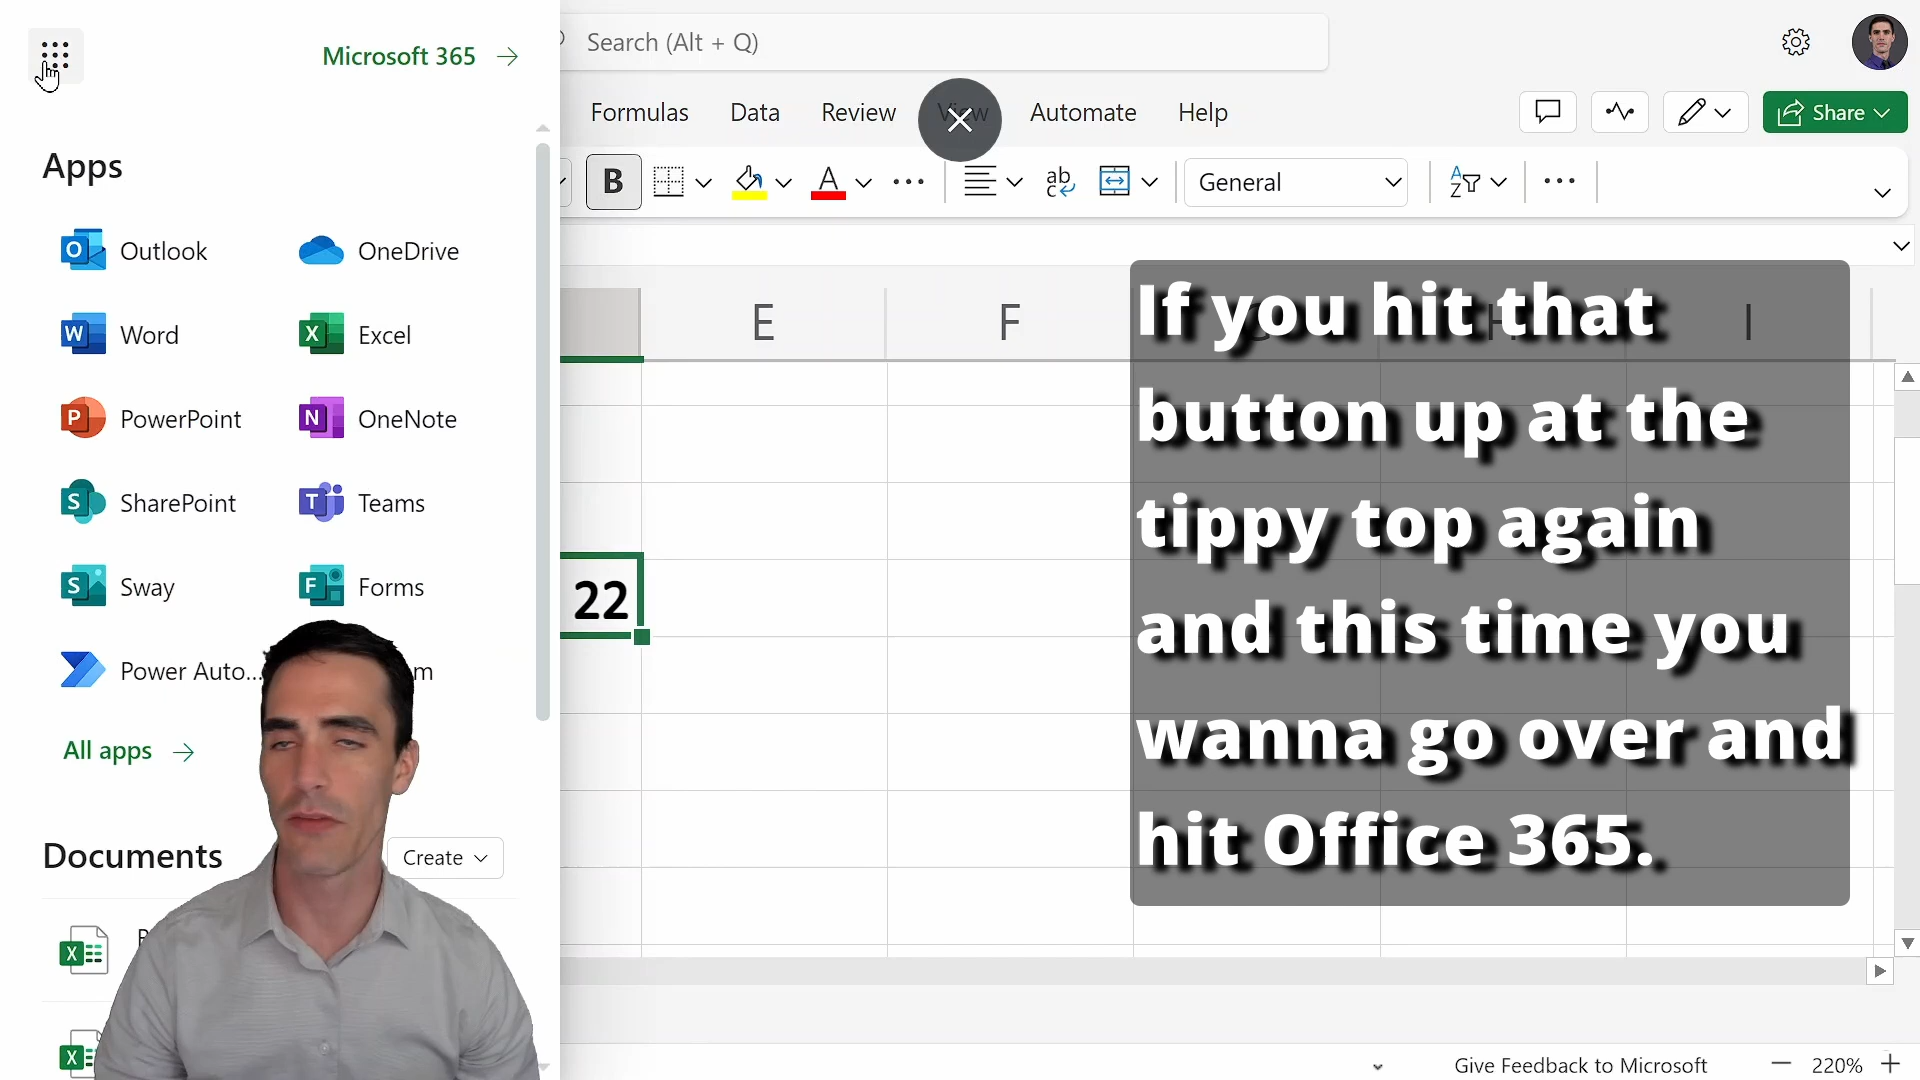 Microsoft 365
Search (Alt + Q)
Formulas Data Review View Automate Help
Share
Apps
B
A
ab
c
General
A
Z
O Outlook
OneDrive
E F G H I
W Word
X Excel
P PowerPoint
N OneNote
S SharePoint
T Teams
S Sway
F Forms
22
Power Auto...
All apps
Documents
Create
X
X
If you hit that
button up at the
tippy top again
and this time you
wanna go over and
hit Office 365.
Give Feedback to Microsoft
220%